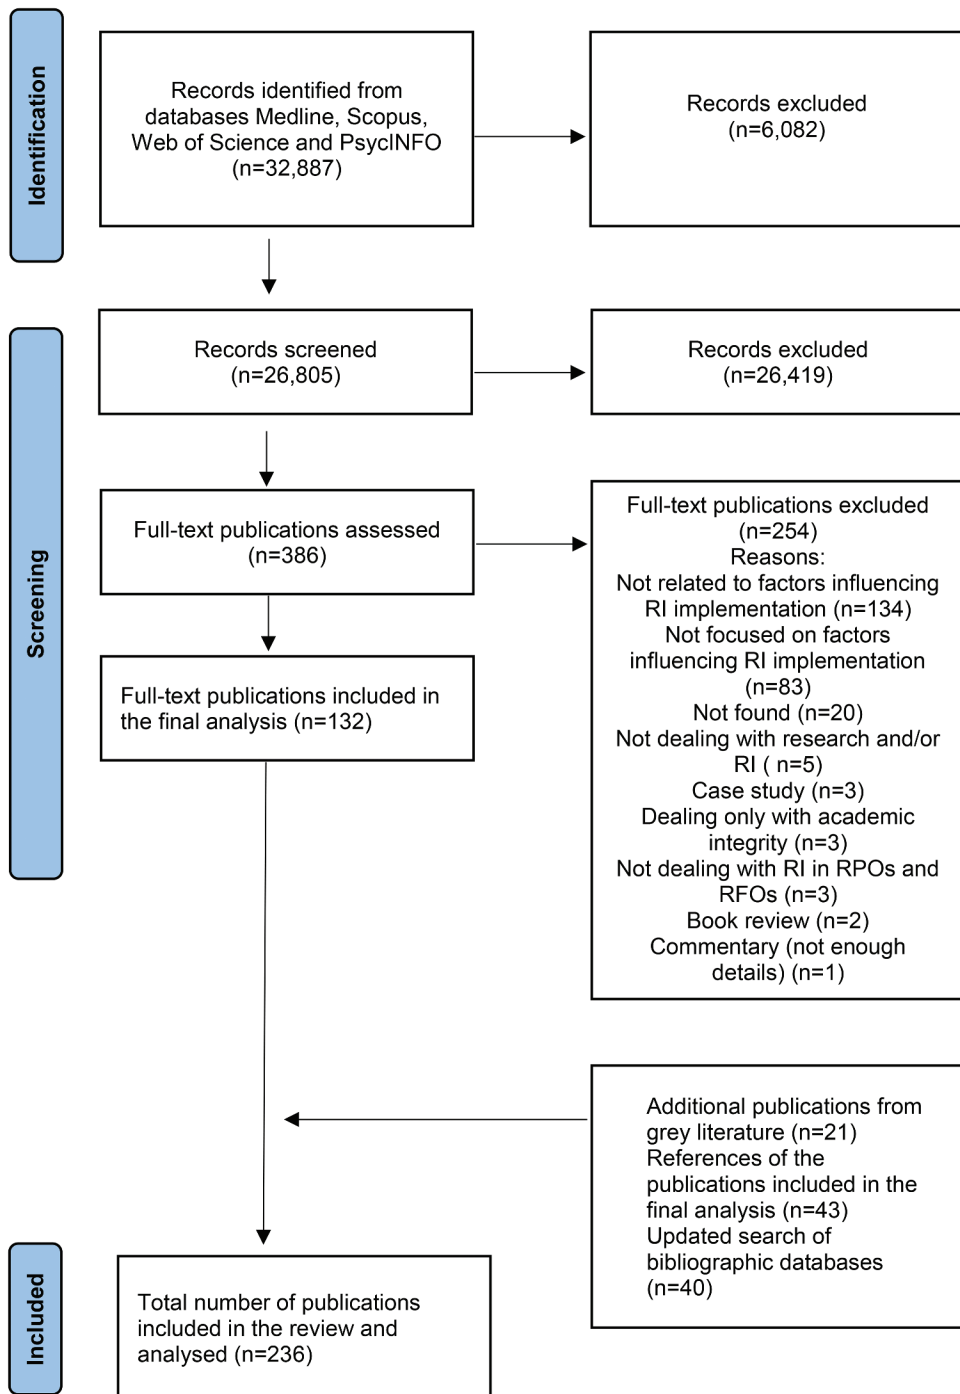 Identification
Records identified from
databases Medline, Scopus,
Web of Science and PsycINFO
(n=32,887)
Records excluded
(n=6,082)
Screening
Records screened
(n=26,805)
Records excluded
(n=26,419)
Full-text publications assessed
(n=386)
Full-text publications excluded
(n=254)
Reasons:
Not related to factors influencing
RI implementation (n=134)
Not focused on factors
influencing RI implementation
(n=83)
Not found (n=20)
Not dealing with research and/or
RI ( n=5)
Case study (n=3)
Dealing only with academic
integrity (n=3)
Not dealing with RI in RPOs and
RFOs (n=3)
Book review (n=2)
Commentary (not enough
details) (n=1)
Full-text publications included in
the final analysis (n=132)
Additional publications from
grey literature (n=21)
References of the
publications included in the
final analysis (n=43)
Updated search of
bibliographic databases
(n=40)
Included
Total number of publications
included in the review and
analysed (n=236)